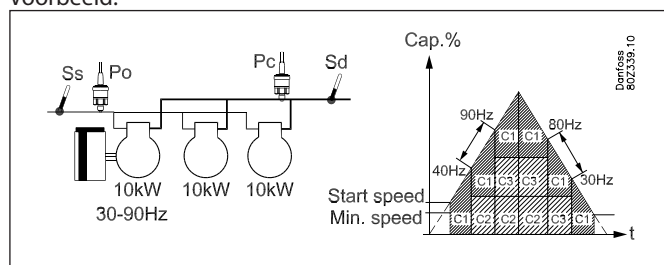 voorbeeld:
Ss Po Pc Sd
10kW 10kW 10kW
30-90Hz
Cap.%
Danfoss
80Z339.10
90Hz 80Hz
C1 C1
40Hz 30Hz
C1 C3 C3 C1
Start speed
Min. speed
C1 C2 C2 C2 C3 C1
t